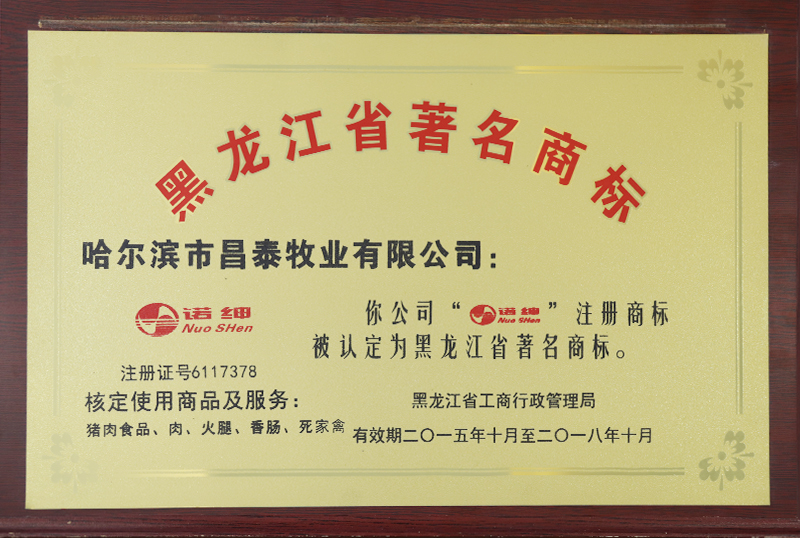 黑龙江省著名商标
哈尔滨市昌泰牧业有限公司：
诺绅
Nuo SHen
你公司“诺绅 Nuo SHen”注册商标
被认定为黑龙江省著名商标。
注册证号6117378
核定使用商品及服务：
猪肉食品、肉、火腿、香肠、死家禽
黑龙江省工商行政管理局
有效期二〇一五年十月至二〇一八年十月